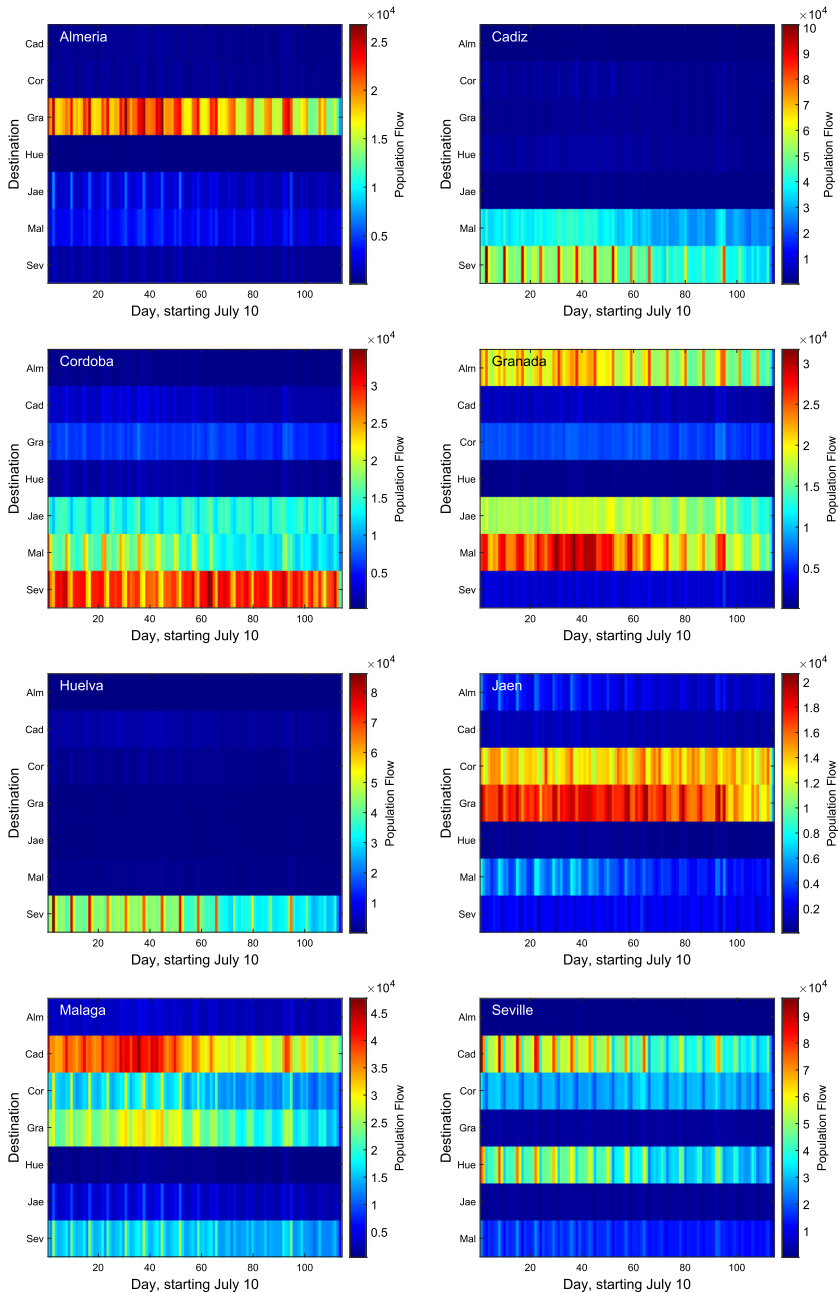 Almeria
Cad
Cor
Gra
Hue
Jae
Mal
Sev
Destination
20 40 60 80 100
Day, starting July 10
×10^4
2.5
2
1.5
1
0.5
Population Flow
Cadiz
Alm
Cor
Gra
Hue
Jae
Mal
Sev
Destination
20 40 60 80 100
Day, starting July 10
×10^4
10
9
8
7
6
5
4
3
2
1
Population Flow
Cordoba
Alm
Cad
Gra
Hue
Jae
Mal
Sev
Destination
20 40 60 80 100
Day, starting July 10
×10^4
3
2.5
2
1.5
1
0.5
Population Flow
Granada
Alm
Cad
Cor
Hue
Jae
Mal
Sev
Destination
20 40 60 80 100
Day, starting July 10
×10^4
3
2.5
2
1.5
1
0.5
Population Flow
Huelva
Alm
Cad
Cor
Gra
Jae
Mal
Sev
Destination
20 40 60 80 100
Day, starting July 10
×10^4
8
7
6
5
4
3
2
1
Population Flow
Jaen
Alm
Cad
Cor
Gra
Hue
Mal
Sev
Destination
20 40 60 80 100
Day, starting July 10
×10^4
2
1.8
1.6
1.4
1.2
1
0.8
0.6
0.4
0.2
Population Flow
Malaga
Alm
Cad
Cor
Gra
Hue
Jae
Sev
Destination
20 40 60 80 100
Day, starting July 10
×10^4
4.5
4
3.5
3
2.5
2
1.5
1
0.5
Population Flow
Seville
Alm
Cad
Cor
Gra
Hue
Jae
Mal
Destination
20 40 60 80 100
Day, starting July 10
×10^4
9
8
7
6
5
4
3
2
1
Population Flow